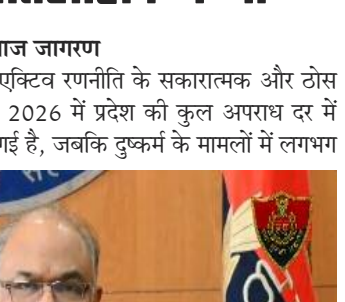 ाज जागरण
एक्टिव रणनीति के सकारात्मक और ठोस
2026 में प्रदेश की कुल अपराध दर में
गई है, जबकि दुष्कर्म के मामलों में लगभग